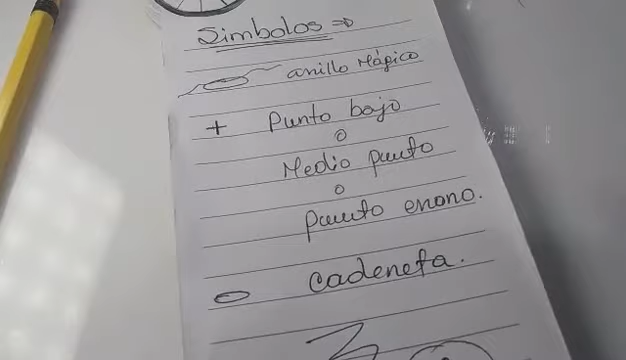 Simbolos ⇒
anillo Mágico
+ Punto bajo
o
Medio punto
o
punto enano.
cadeneta.